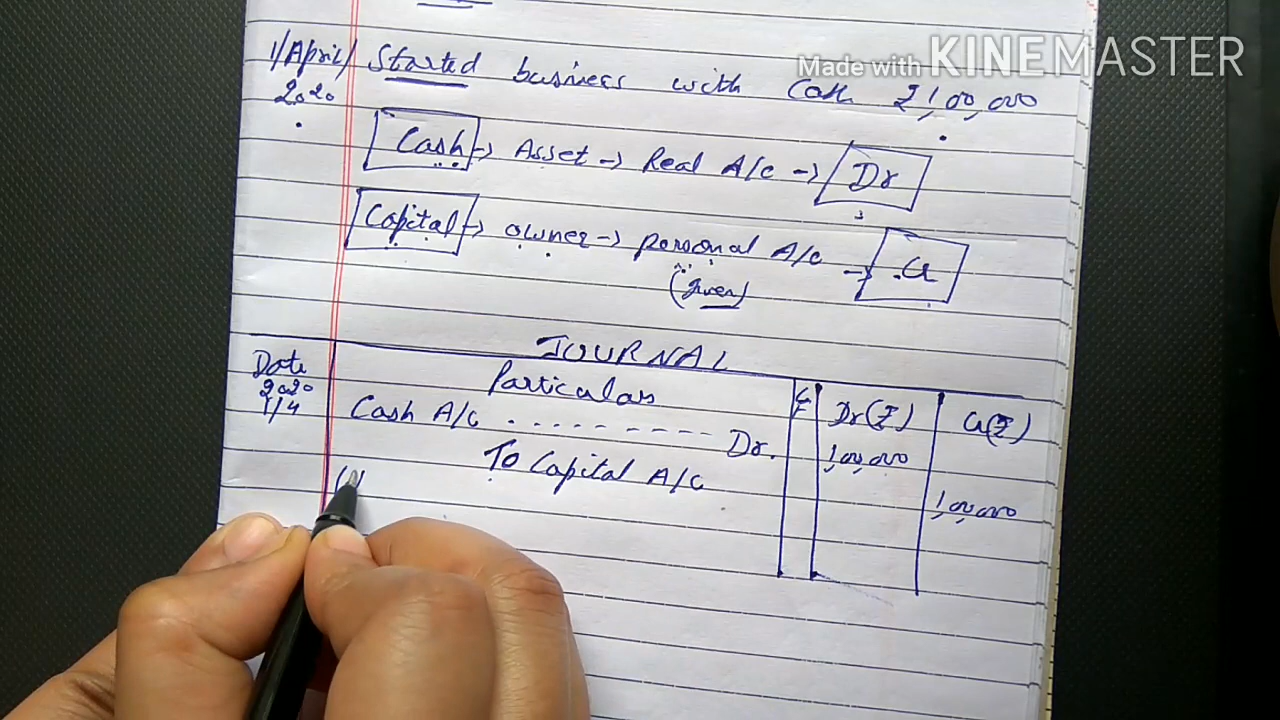 Made with KINEMASTER
1/April/ Started business with Cash ₹ 1,00,000
2020
Cash → Asset → Real A/c → Dr
Capital → owner → personal A/c → Cr
(Giver)
JOURNAL
Date Particulars LF Dr(₹) Cr(₹)
2020
1/4 Cash A/c ........ Dr. 1,00,000
To Capital A/c 1,00,000